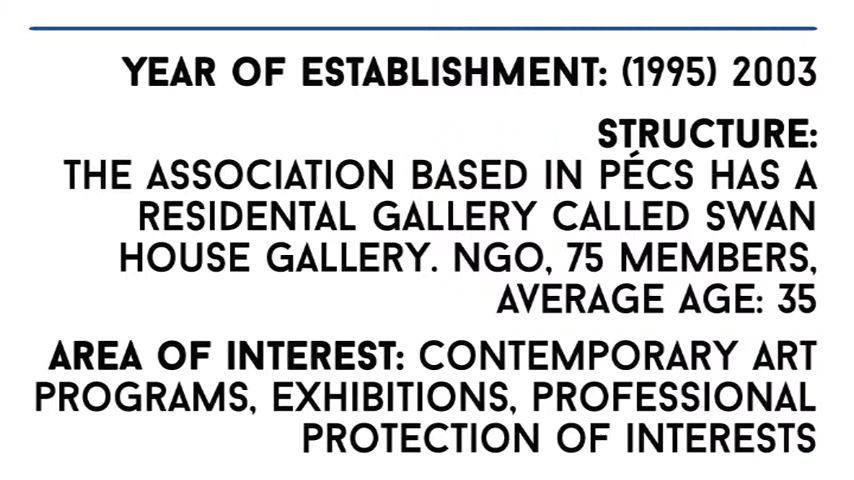 YEAR OF ESTABLISHMENT: (1995) 2003
STRUCTURE:
THE ASSOCIATION BASED IN PÉCS HAS A
RESIDENTAL GALLERY CALLED SWAN
HOUSE GALLERY. NGO, 75 MEMBERS,
AVERAGE AGE: 35
AREA OF INTEREST: CONTEMPORARY ART
PROGRAMS, EXHIBITIONS, PROFESSIONAL
PROTECTION OF INTERESTS